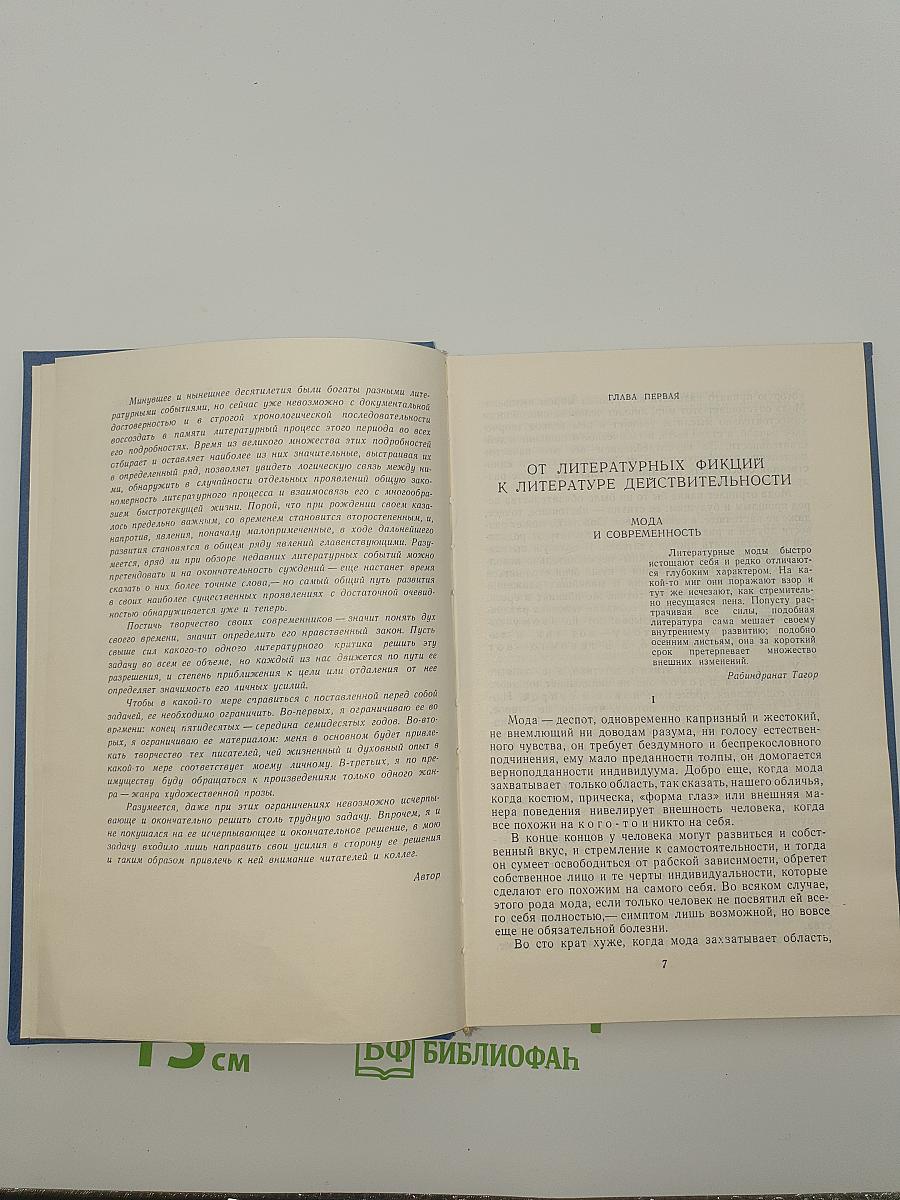 Минувшее и нынешнее десятилетия были богаты разными лите-
ратурными событиями, но сейчас уже невозможно с документальной
достоверностью и в строгой хронологической последовательности
воссоздать в памяти литературный процесс этого периода во всех
его подробностях. Время из великого множества этих подробностей
отбирает и оставляет наиболее из них значительные, выстраивая их
в определенный ряд, позволяет увидеть логическую связь между ни-
ми, обнаружить в случайности отдельных проявлений общую зако-
номерность литературного процесса и взаимосвязь его с многообра-
зием быстротекущей жизни. Порой, что при рождении своем каза-
лось предельно важным, со временем становится второстепенным, и,
напротив, явления, поначалу малоприметные, в ходе дальнейшего
развития становятся в общем ряду явлений главенствующими. Разу-
меется, вряд ли при обзоре недавних литературных событий можно
претендовать и на окончательность суждений — еще настанет время
сказать о них более точные слова,— но самый общий путь развития
в своих наиболее существенных проявлениях с достаточной очевид-
ностью обнаруживается уже и теперь.
Постичь творчество своих современников — значит понять дух
своего времени, значит определить его нравственный закон. Пусть
свыше сил какого-то одного литературного критика решить эту
задачу во всем ее объеме, но каждый из нас движется по пути ее
разрешения, и степень приближения к цели или отдаления от нее
определяет значимость его личных усилий.
Чтобы в какой-то мере справиться с поставленной перед собой
задачей, ее необходимо ограничить. Во-первых, я ограничиваю ее во
времени: конец пятидесятых — середина семидесятых годов. Во-вто-
рых, я ограничиваю ее материалом: меня в основном будет привле-
кать творчество тех писателей, чей жизненный и духовный опыт в
какой-то мере соответствует моему личному. В-третьих, я по пре-
имуществу буду обращаться к произведениям только одного жан-
ра — жанра художественной прозы.
Разумеется, даже при этих ограничениях невозможно исчерпы-
вающе и окончательно решить столь трудную задачу. Впрочем, я и
не покушался на ее исчерпывающее и окончательное решение, в мою
задачу входило лишь направить свои усилия в сторону ее решения
и таким образом привлечь к ней внимание читателей и коллег.
Автор
ГЛАВА ПЕРВАЯ
ОТ ЛИТЕРАТУРНЫХ ФИКЦИЙ
К ЛИТЕРАТУРЕ ДЕЙСТВИТЕЛЬНОСТИ
МОДА
И СОВРЕМЕННОСТЬ
Литературные моды быстро
истощают себя и редко отличают-
ся глубоким характером. На ка-
кой-то миг они поражают взор и
тут же исчезают, как стремитель-
но несущаяся пена. Попусту рас-
трачивая все силы, подобная
литература сама мешает своему
внутреннему развитию; подобно
осенним листьям, она за короткий
срок претерпевает множество
внешних изменений.
Рабиндранат Тагор
I
Мода — деспот, одновременно капризный и жестокий,
не внемлющий ни доводам разума, ни голосу естествен-
ного чувства, он требует бездумного и беспрекословного
подчинения, ему мало преданности толпы, он домогается
верноподданности индивидуума. Добро еще, когда мода
захватывает только область, так сказать, нашего обличья,
когда костюм, прическа, «форма глаз» или внешняя ма-
нера поведения нивелирует внешность человека, когда
все похожи на к о г о - т о и никто на себя.
В конце концов у человека могут развиться и собст-
венный вкус, и стремление к самостоятельности, и тогда
он сумеет освободиться от рабской зависимости, обретет
собственное лицо и те черты индивидуальности, которые
сделают его похожим на самого себя. Во всяком случае,
этого рода мода, если только человек не посвятил ей все-
го себя полностью,— симптом лишь возможной, но вовсе
еще не обязательной болезни.
Во сто крат хуже, когда мода захватывает область,
7
15 см
БФ БИБЛИОФАН